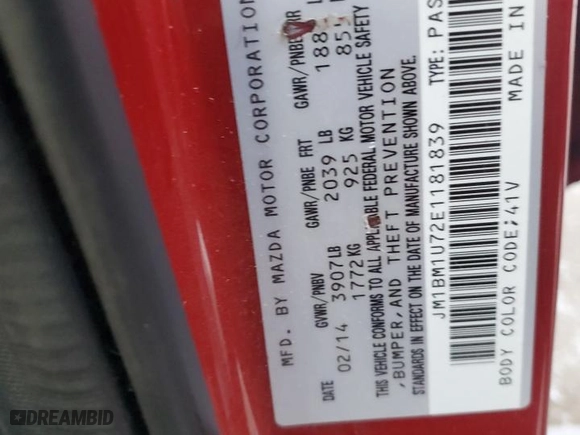 MFD. BY MAZDA MOTOR CORPORATION
GVWR/PNBV GAWR/PNBE FRT GAWR/PNBE RR
DATE
02/14 3907LB 2039 LB 188
1772KG 925 KG 85
THIS VEHICLE CONFORMS TO ALL APPLICABLE FEDERAL MOTOR VEHICLE SAFETY
,BUMPER,AND THEFT PREVENTION
STANDARDS IN EFFECT ON THE DATE OF MANUFACTURE SHOWN ABOVE.
JM1BM1U72E1181839 TYPE: PAS
BODY COLOR CODE;41V MADE IN
DREAMBID